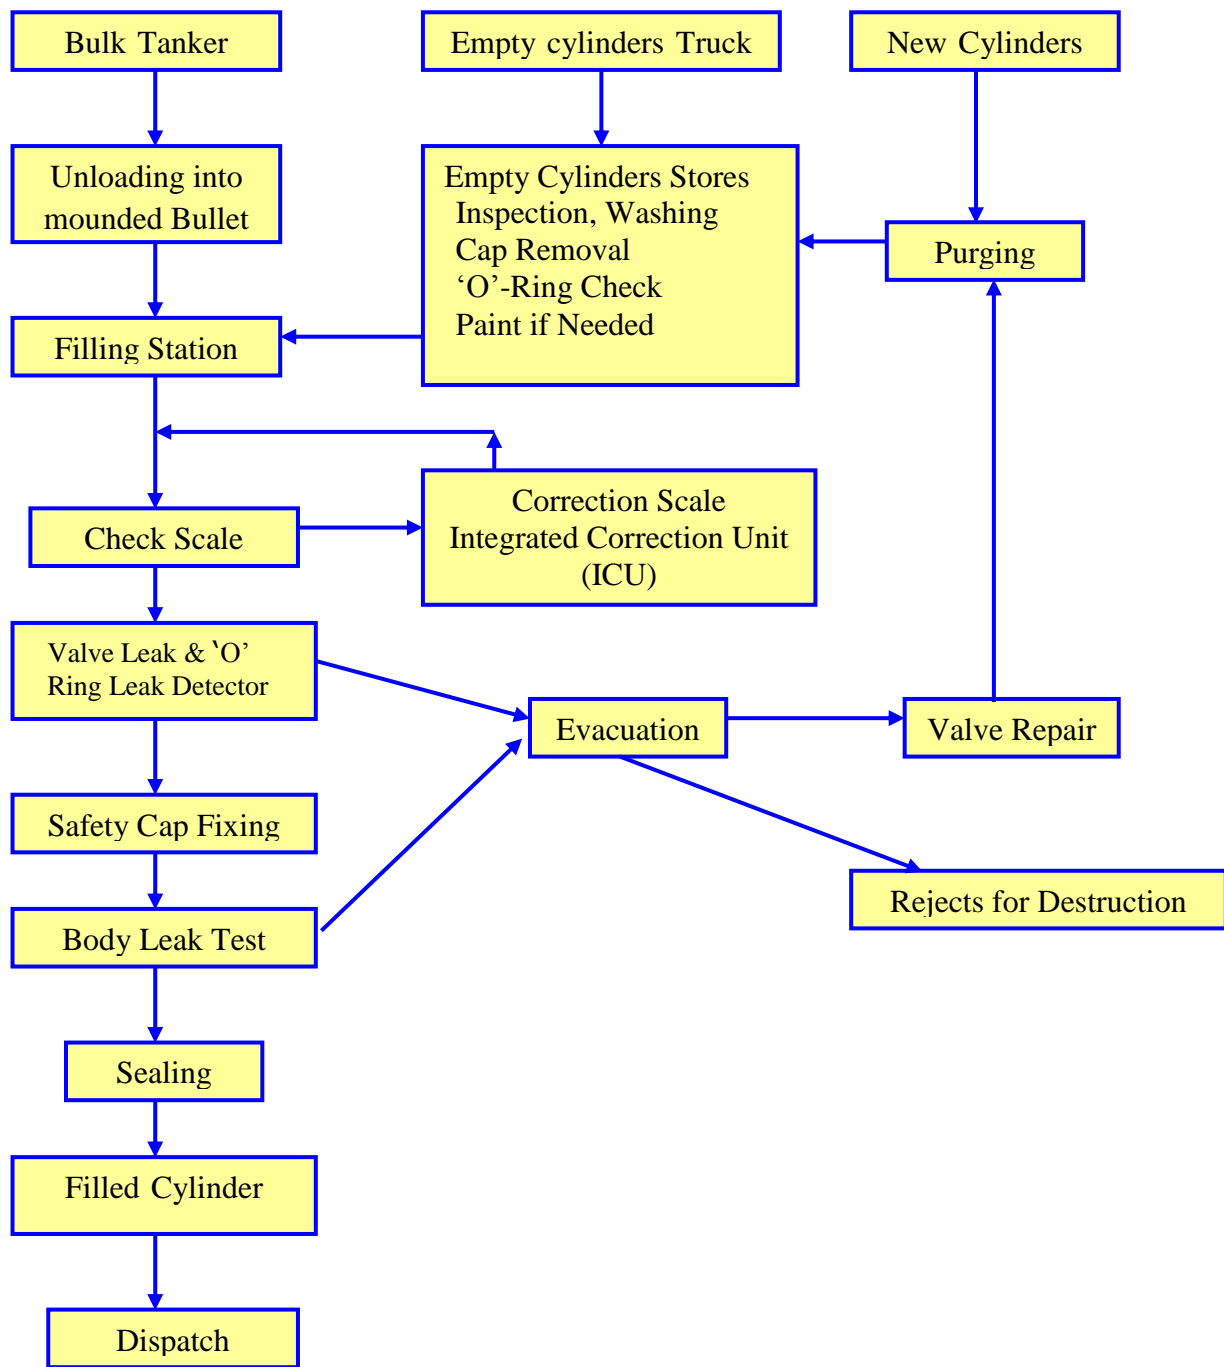 Bulk Tanker
Empty cylinders Truck
New Cylinders
Unloading into
mounded Bullet
Empty Cylinders Stores
Inspection, Washing
Cap Removal
‘O’-Ring Check
Paint if Needed
Purging
Filling Station
Correction Scale
Integrated Correction Unit
(ICU)
Check Scale
Valve Leak & ‵O’
Ring Leak Detector
Evacuation
Valve Repair
Safety Cap Fixing
Rejects for Destruction
Body Leak Test
Sealing
Filled Cylinder
Dispatch